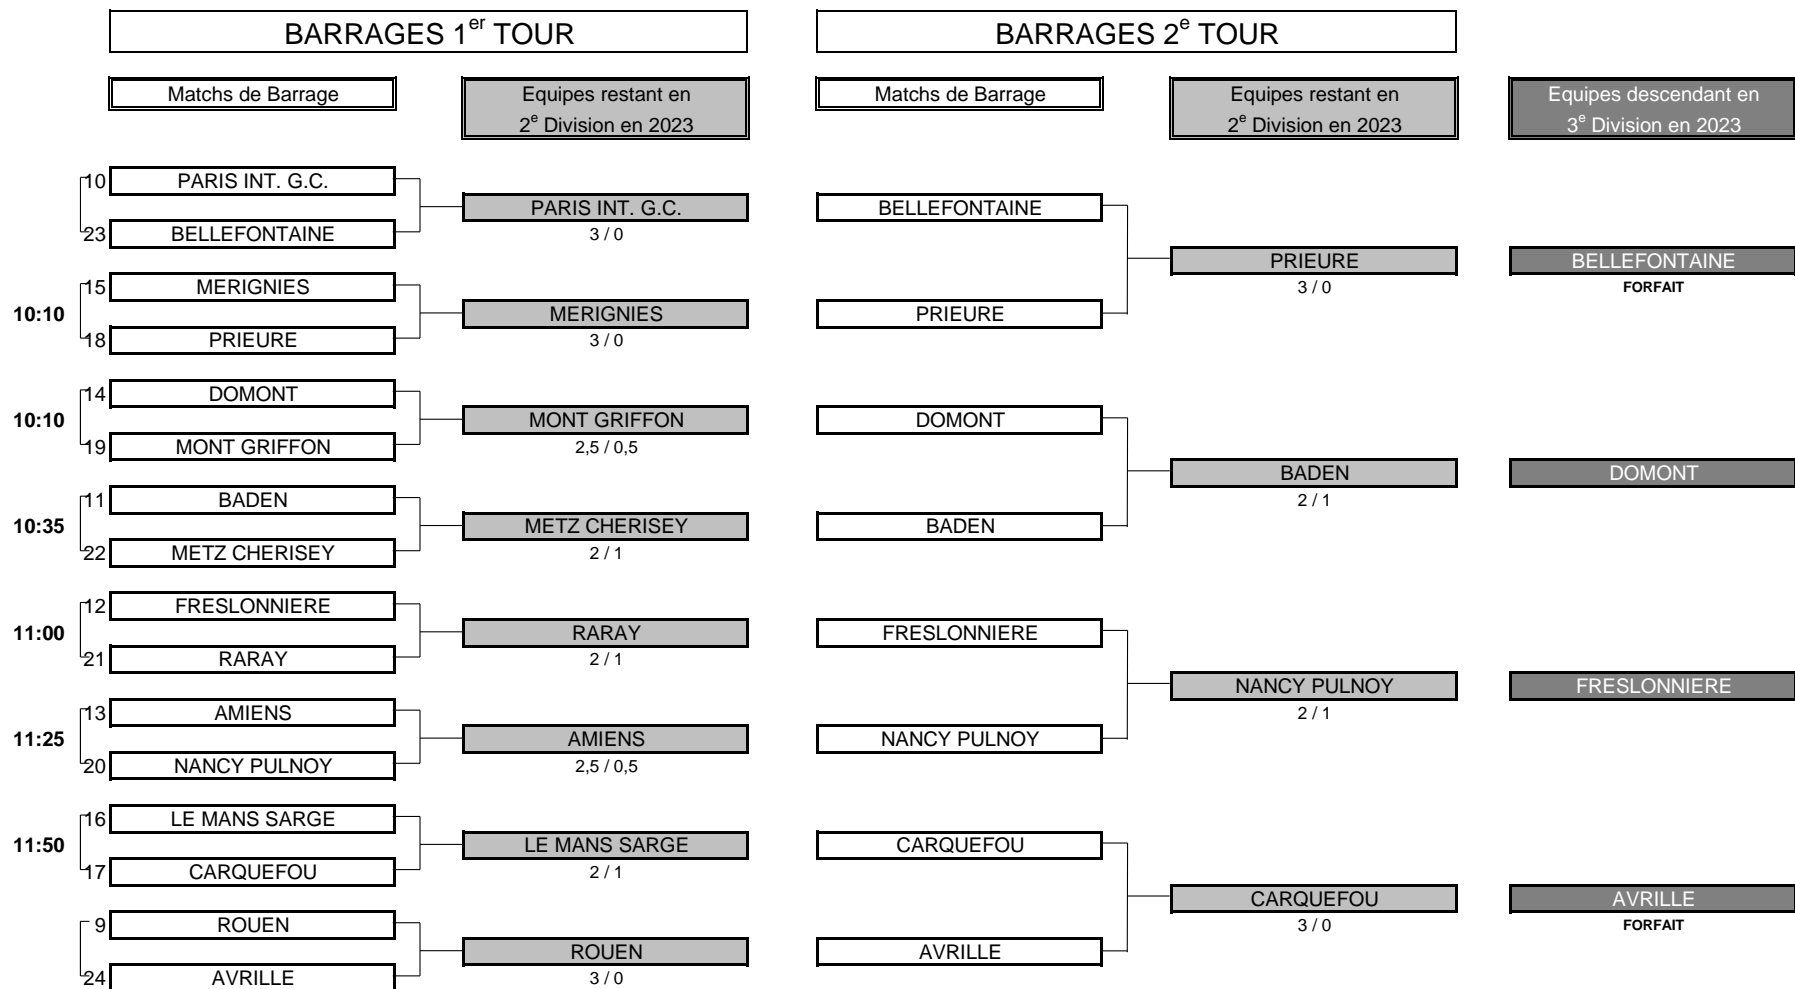 BARRAGES 1er TOUR
BARRAGES 2e TOUR
Matchs de Barrage
Equipes restant en
2e Division en 2023
Matchs de Barrage
Equipes restant en
2e Division en 2023
Equipes descendant en
3e Division en 2023
10 PARIS INT. G.C.
PARIS INT. G.C.
3 / 0
23 BELLEFONTAINE
15 MERIGNIES
10:10
MERIGNIES
3 / 0
18 PRIEURE
14 DOMONT
10:10
MONT GRIFFON
2,5 / 0,5
19 MONT GRIFFON
11 BADEN
10:35
METZ CHERISEY
2 / 1
22 METZ CHERISEY
12 FRESLONNIERE
11:00
RARAY
2 / 1
21 RARAY
13 AMIENS
11:25
AMIENS
2,5 / 0,5
20 NANCY PULNOY
16 LE MANS SARGE
11:50
LE MANS SARGE
2 / 1
17 CARQUEFOU
9 ROUEN
ROUEN
3 / 0
24 AVRILLE
BELLEFONTAINE
PRIEURE
3 / 0
BELLEFONTAINE
FORFAIT
PRIEURE
DOMONT
BADEN
2 / 1
DOMONT
BADEN
FRESLONNIERE
NANCY PULNOY
2 / 1
FRESLONNIERE
NANCY PULNOY
CARQUEFOU
CARQUEFOU
3 / 0
AVRILLE
FORFAIT
AVRILLE